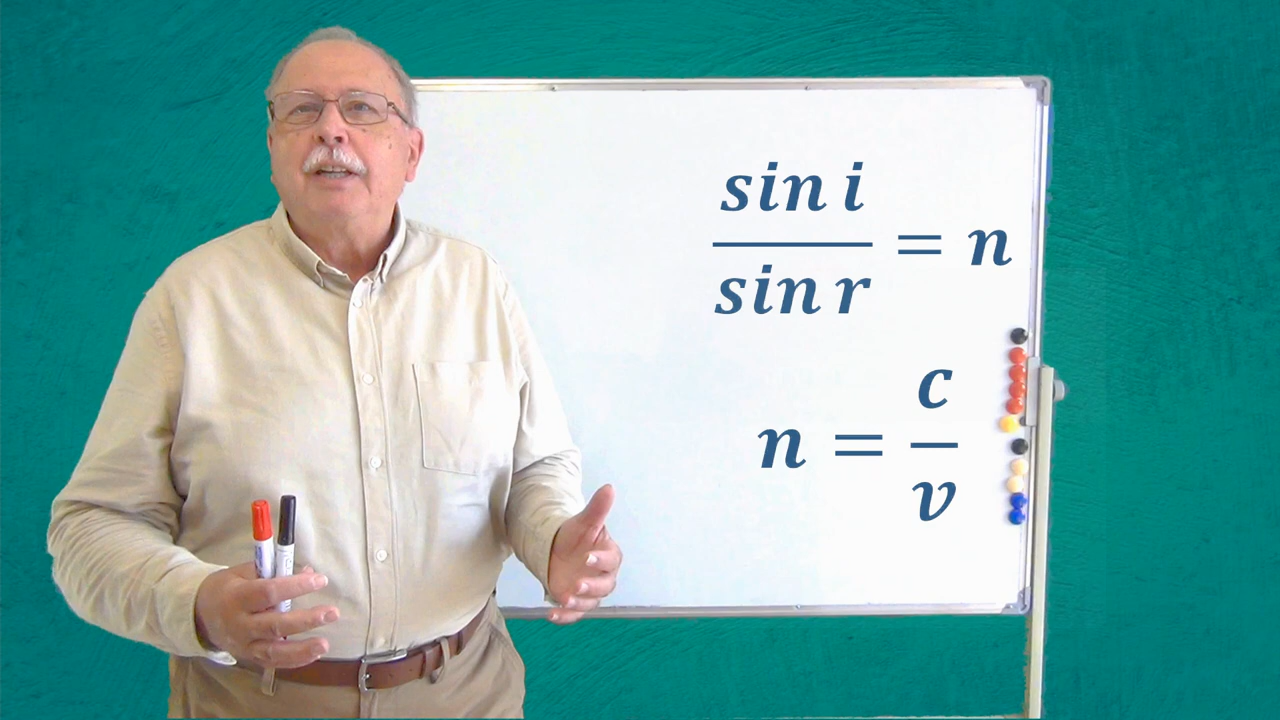 sin i / sin r = n
n = c / v